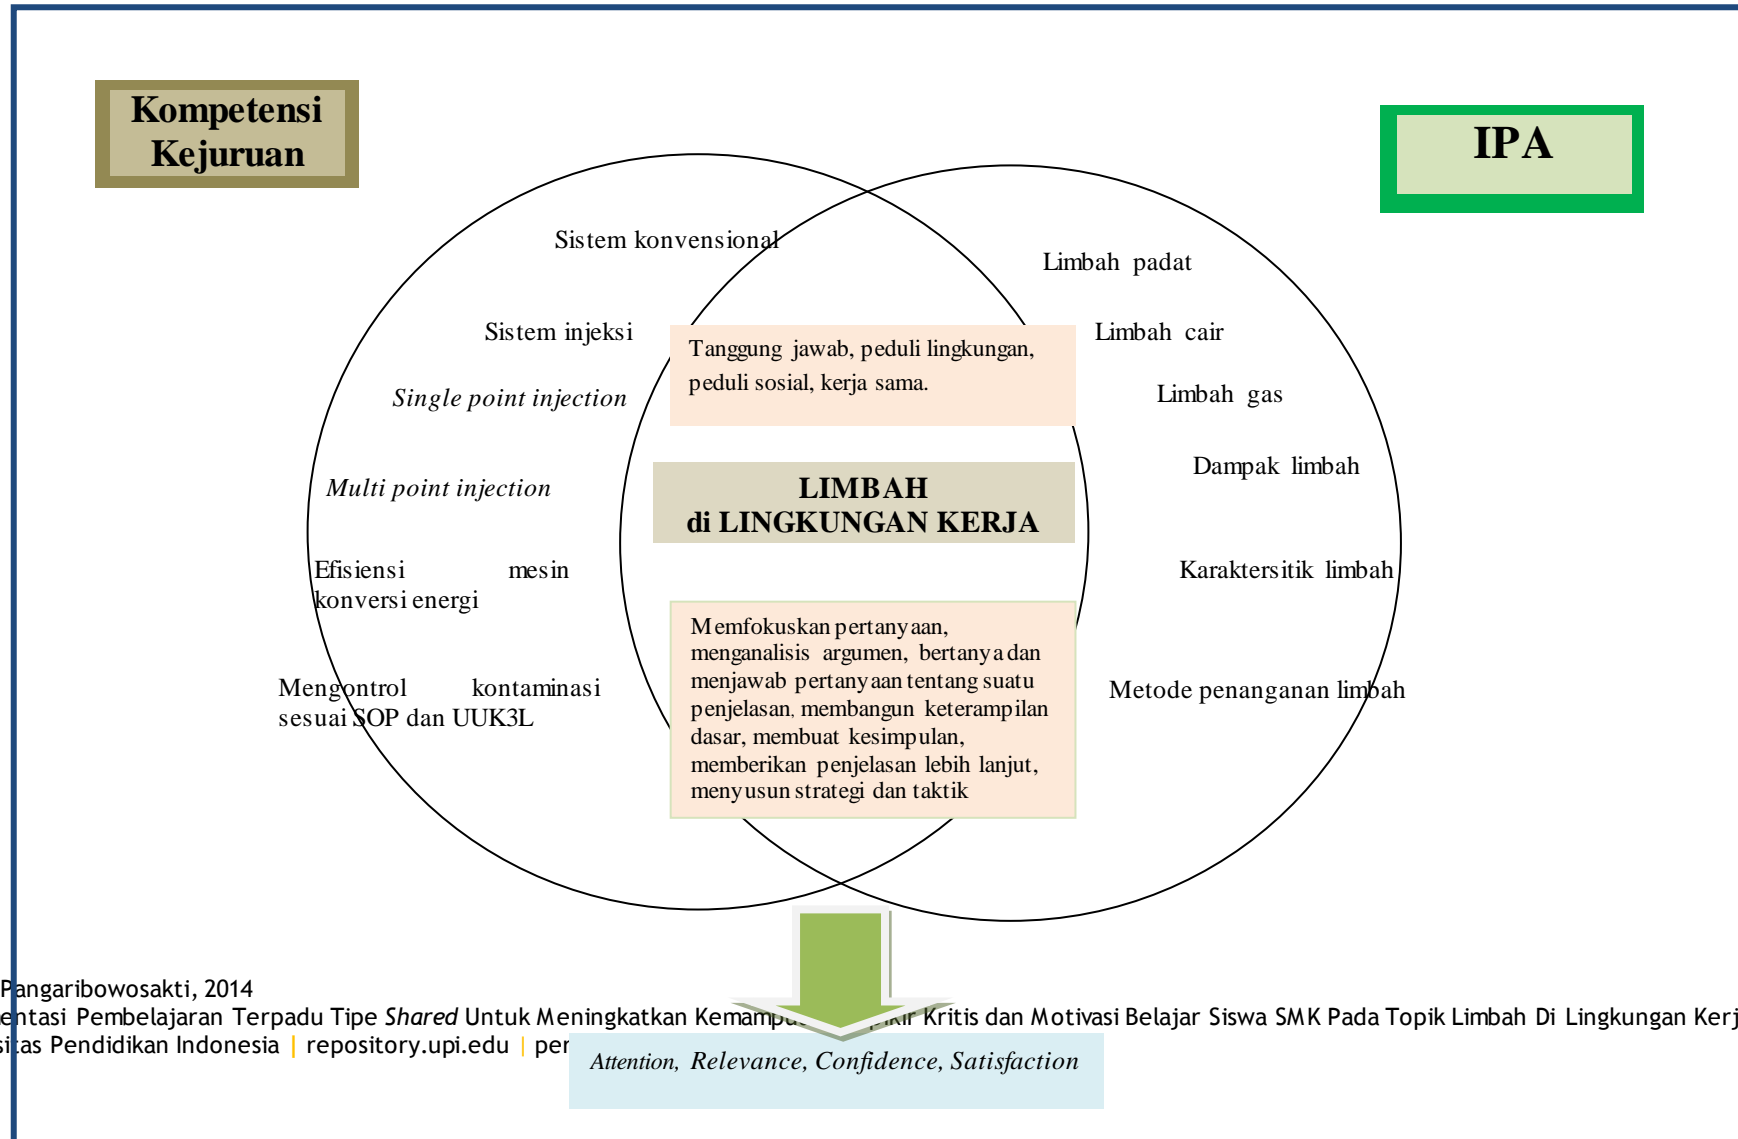 Kompetensi
Kejuruan
IPA
Sistem konvensional
Sistem injeksi
Single point injection
Multi point injection
Efisiensi mesin
konversi energi
Mengontrol kontaminasi
sesuai SOP dan UUK3L
Tanggung jawab, peduli lingkungan,
peduli sosial, kerja sama.
LIMBAH
di LINGKUNGAN KERJA
Memfokuskan pertanyaan,
menganalisis argumen, bertanya dan
menjawab pertanyaan tentang suatu
penjelasan, membangun keterampilan
dasar, membuat kesimpulan,
memberikan penjelasan lebih lanjut,
menyusun strategi dan taktik
Limbah padat
Limbah cair
Limbah gas
Dampak limbah
Karaktersitik limbah
Metode penanganan limbah
Pangaribowosakti, 2014
entasi Pembelajaran Terpadu Tipe Shared Untuk Meningkatkan Kritis dan Motivasi Belajar Siswa SMK Pada Topik Limbah Di Lingkungan Kerj
sitas Pendidikan Indonesia | repository.upi.edu | per
Attention, Relevance, Confidence, Satisfaction